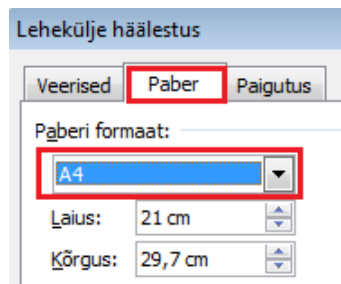 Lehekülje häälestus
Veerised Paber Paigutus
Paberi formaat:
A4
Laius: 21 cm
Kõrgus: 29,7 cm